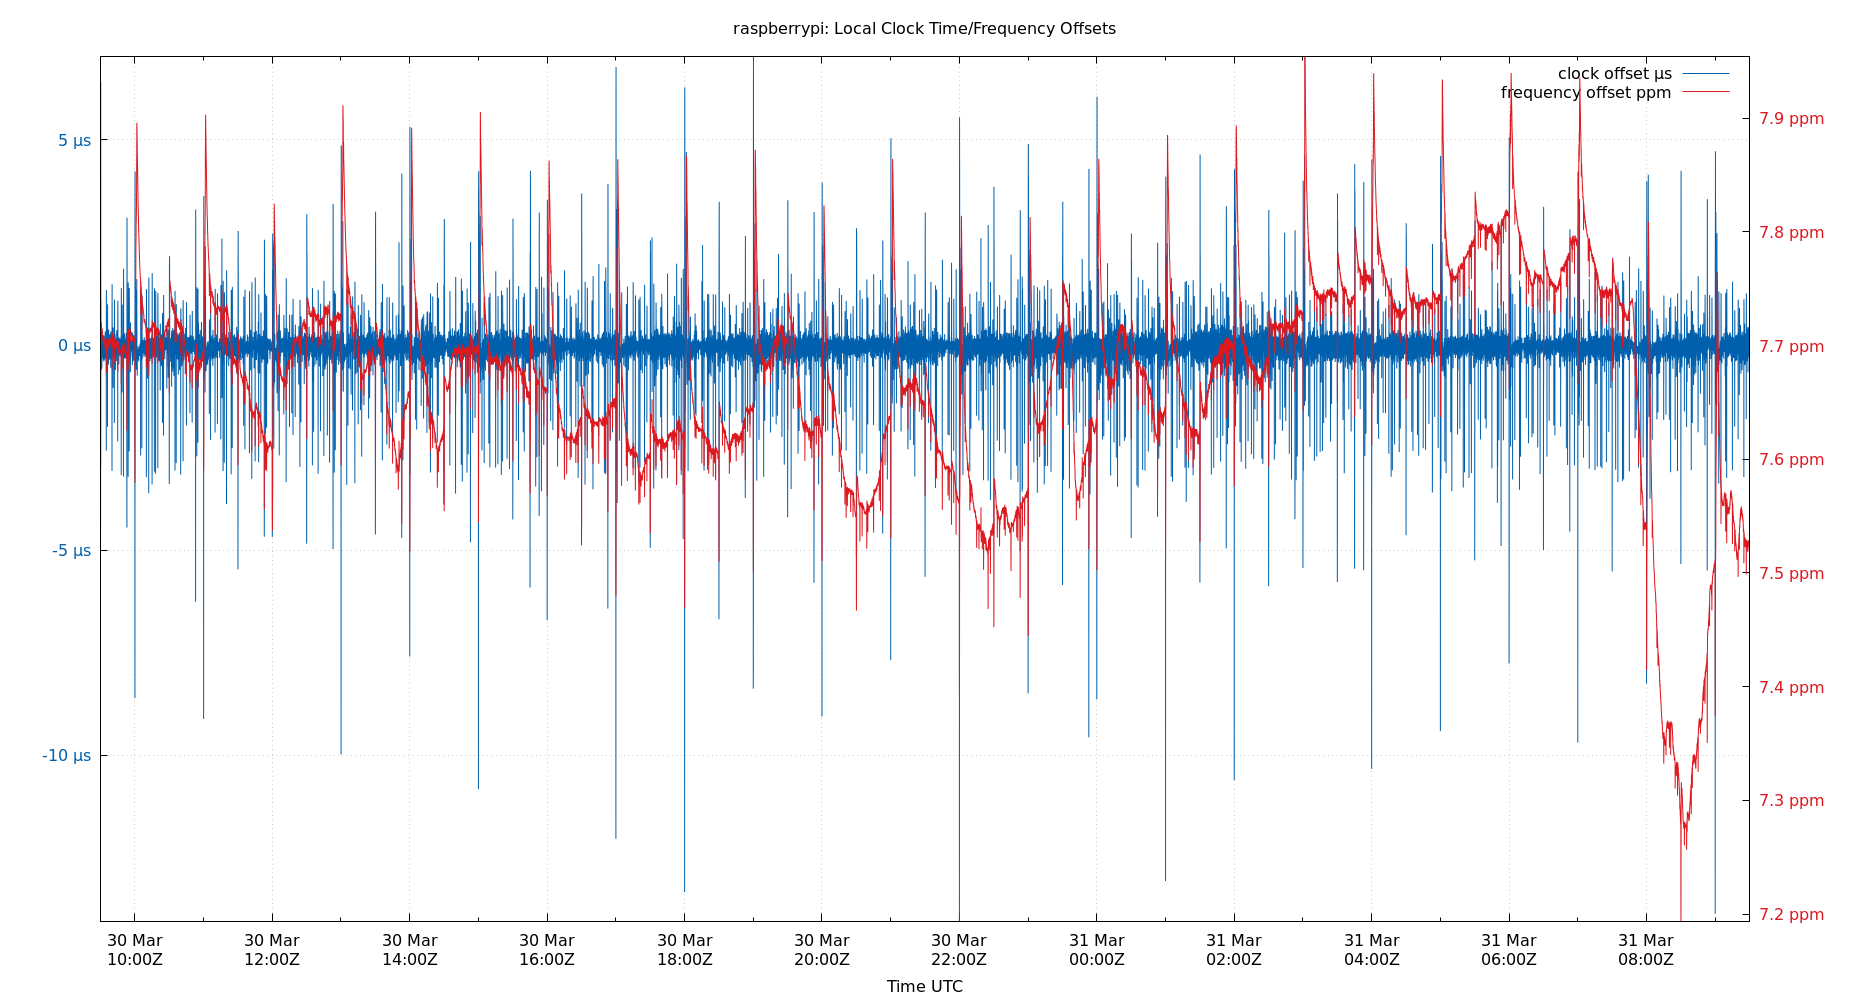 raspberrypi: Local Clock Time/Frequency Offsets
clock offset µs
frequency offset ppm
5 µs
0 µs
-5 µs
-10 µs
7.9 ppm
7.8 ppm
7.7 ppm
7.6 ppm
7.5 ppm
7.4 ppm
7.3 ppm
7.2 ppm
30 Mar
10:00Z
30 Mar
12:00Z
30 Mar
14:00Z
30 Mar
16:00Z
30 Mar
18:00Z
30 Mar
20:00Z
30 Mar
22:00Z
31 Mar
00:00Z
31 Mar
02:00Z
31 Mar
04:00Z
31 Mar
06:00Z
31 Mar
08:00Z
Time UTC